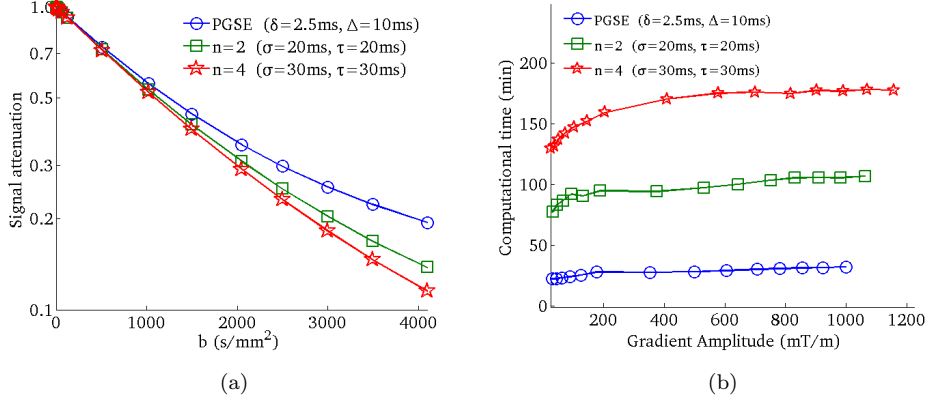 1.0
0.7
0.5
0.3
0.2
0.1
Signal attenuation
PGSE (δ=2.5ms, Δ=10ms)
n=2 (σ=20ms, τ=20ms)
n=4 (σ=30ms, τ=30ms)
0 1000 2000 3000 4000
b (s/mm²)
(a)
200
150
100
50
0
Computational time (min)
PGSE (δ=2.5ms, Δ=10ms)
n=2 (σ=20ms, τ=20ms)
n=4 (σ=30ms, τ=30ms)
200 400 600 800 1000 1200
Gradient Amplitude (mT/m)
(b)